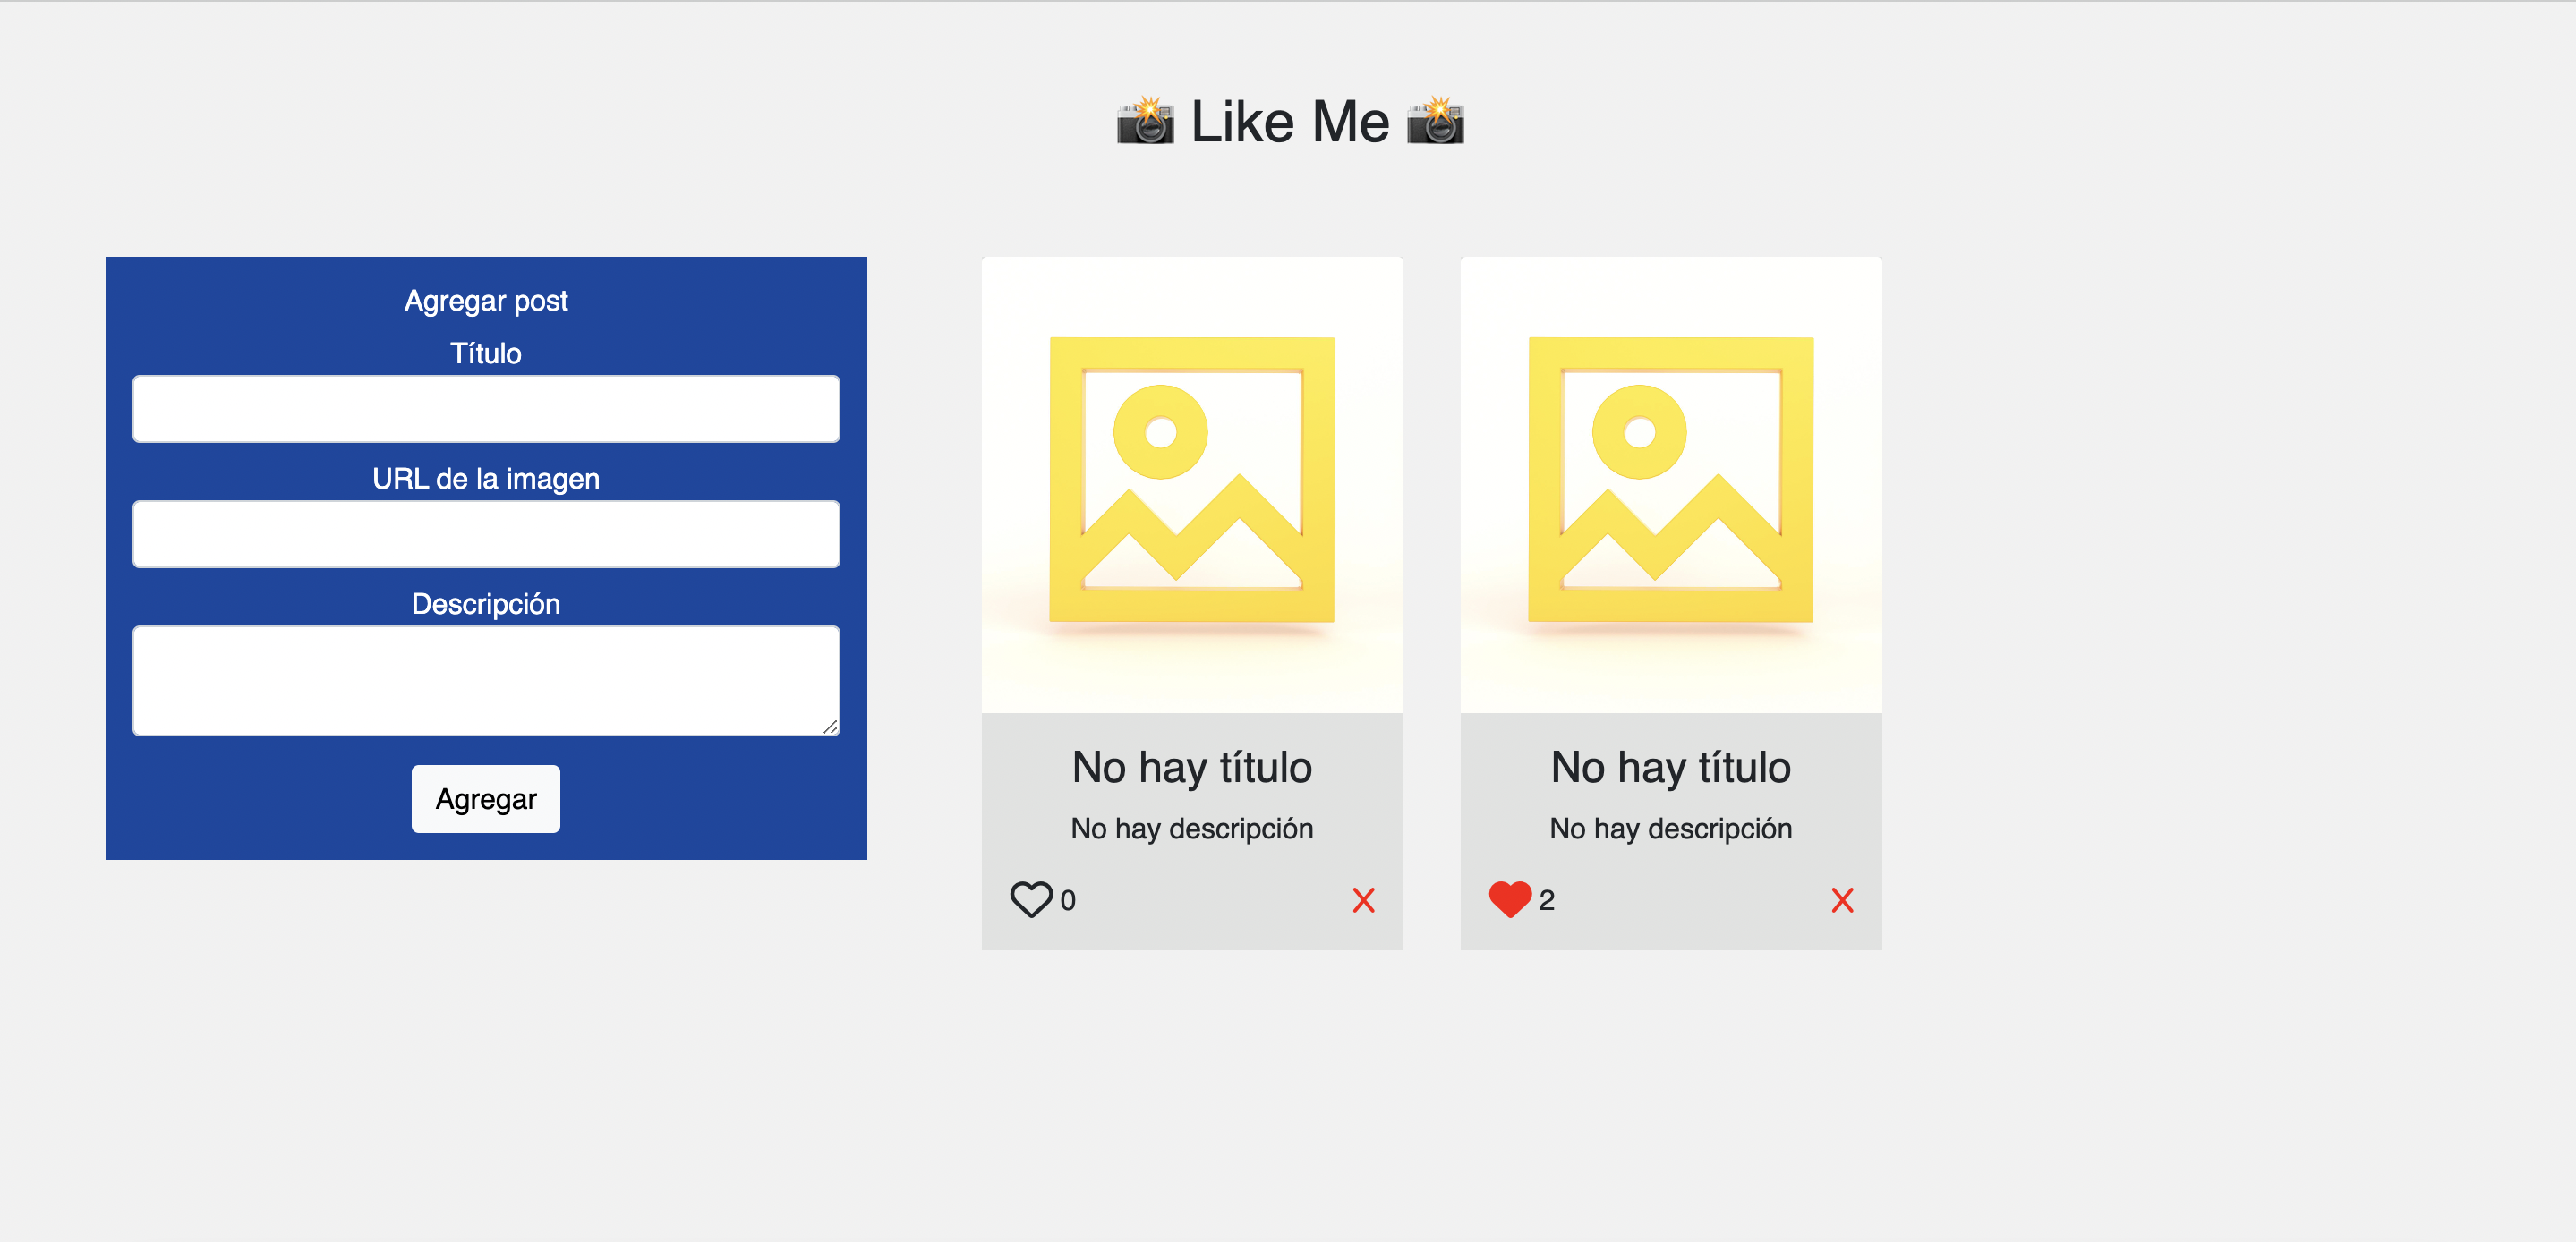 📸 Like Me 📸
Agregar post
Título
URL de la imagen
Descripción
Agregar
No hay título
No hay descripción
0 X
No hay título
No hay descripción
2 X